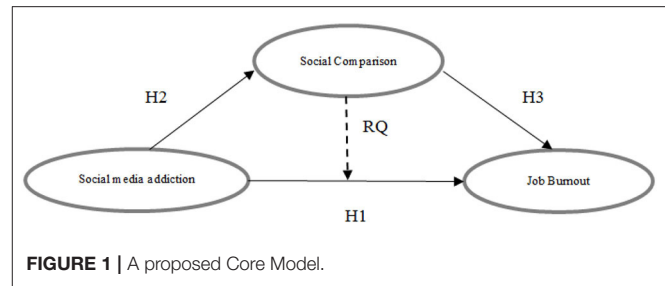 Social Comparison
H2
H3
RQ
Social media addiction
Job Burnout
H1
FIGURE 1 | A proposed Core Model.